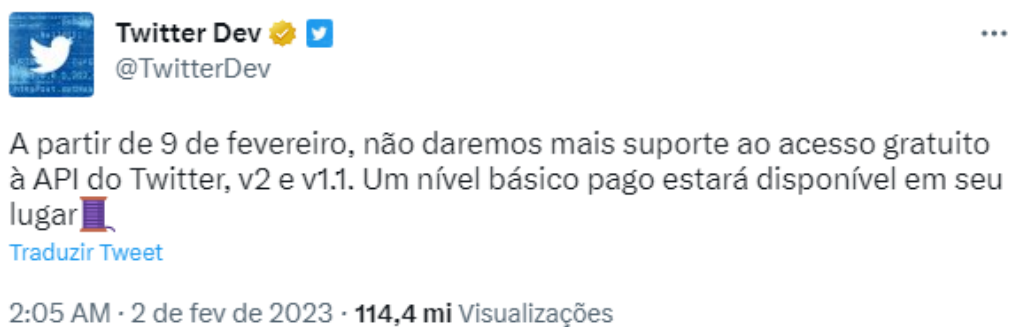 Twitter Dev
@TwitterDev
A partir de 9 de fevereiro, não daremos mais suporte ao acesso gratuito
à API do Twitter, v2 e v1.1. Um nível básico pago estará disponível em seu
lugar🧵
Traduzir Tweet
2:05 AM · 2 de fev de 2023 · 114,4 mi Visualizações